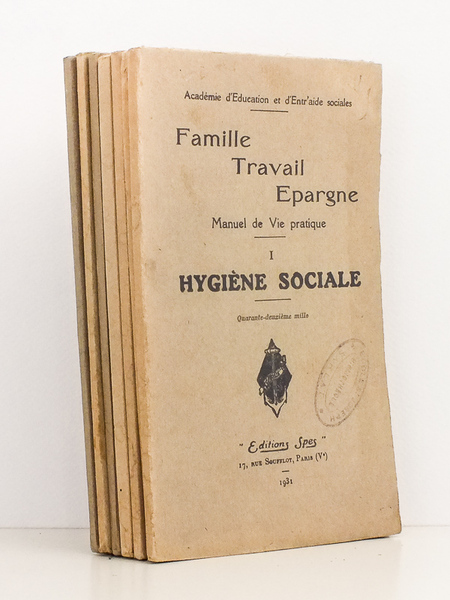 Académie d'Education et d'Entr'aide sociales
Famille
Travail
Epargne
Manuel de Vie pratique
I
HYGIÈNE SOCIALE
Quarante-deuxième mille
" Editions Spes "
17, RUE SOUFFLOT, PARIS (Vᵉ)
1931